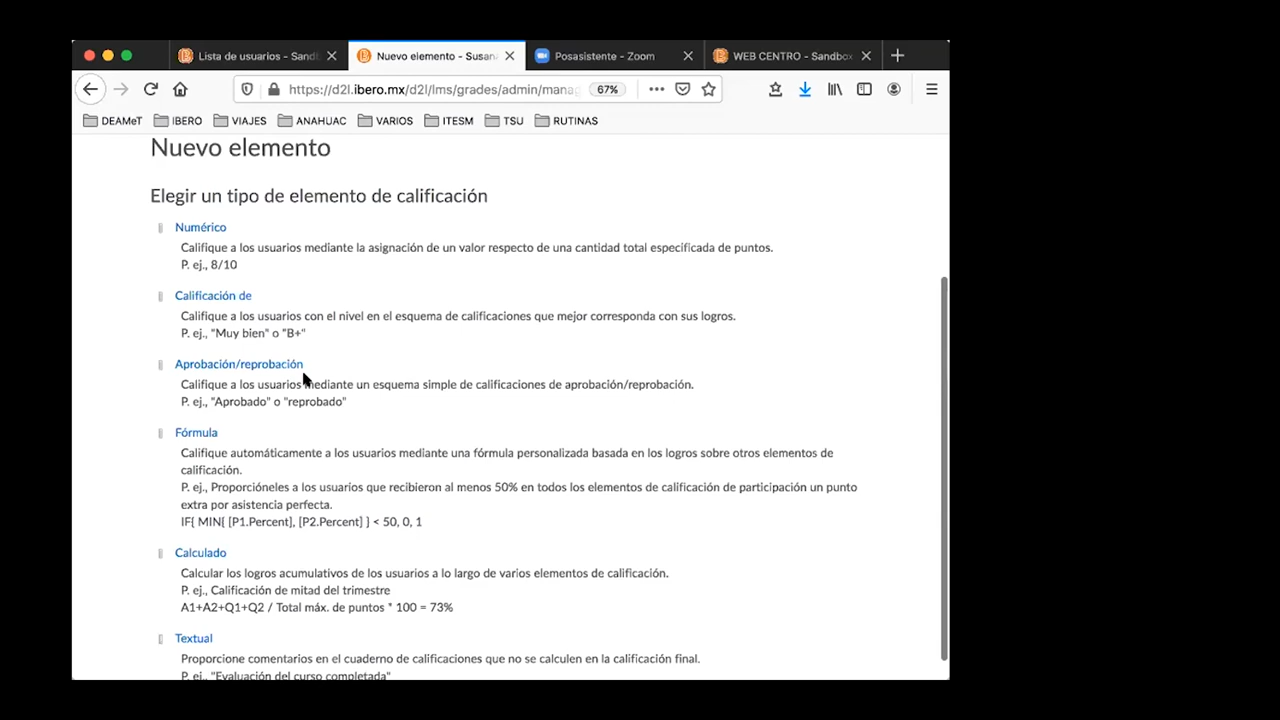 Lista de usuarios - Sand
Nuevo elemento - Susan
Posasistente - Zoom
WEB CENTRO - Sandbox
https://d2l.ibero.mx/d2l/lms/grades/admin/mana
67%
DEAMeT
IBERO
VIAJES
ANAHUAC
VARIOS
ITESM
TSU
RUTINAS
Nuevo elemento
Elegir un tipo de elemento de calificación
Numérico
Califique a los usuarios mediante la asignación de un valor respecto de una cantidad total especificada de puntos.
P. ej., 8/10
Calificación de
Califique a los usuarios con el nivel en el esquema de calificaciones que mejor corresponda con sus logros.
P. ej., "Muy bien" o "B+"
Aprobación/reprobación
Califique a los usuarios mediante un esquema simple de calificaciones de aprobación/reprobación.
P. ej., "Aprobado" o "reprobado"
Fórmula
Califique automáticamente a los usuarios mediante una fórmula personalizada basada en los logros sobre otros elementos de
calificación.
P. ej., Proporcióneles a los usuarios que recibieron al menos 50% en todos los elementos de calificación de participación un punto
extra por asistencia perfecta.
IF{ MIN{ [P1.Percent], [P2.Percent] } < 50, 0, 1
Calculado
Calcular los logros acumulativos de los usuarios a lo largo de varios elementos de calificación.
P. ej., Calificación de mitad del trimestre
A1+A2+Q1+Q2 / Total máx. de puntos * 100 = 73%
Textual
Proporcione comentarios en el cuaderno de calificaciones que no se calculen en la calificación final.
P. ej., "Evaluación del curso completada"